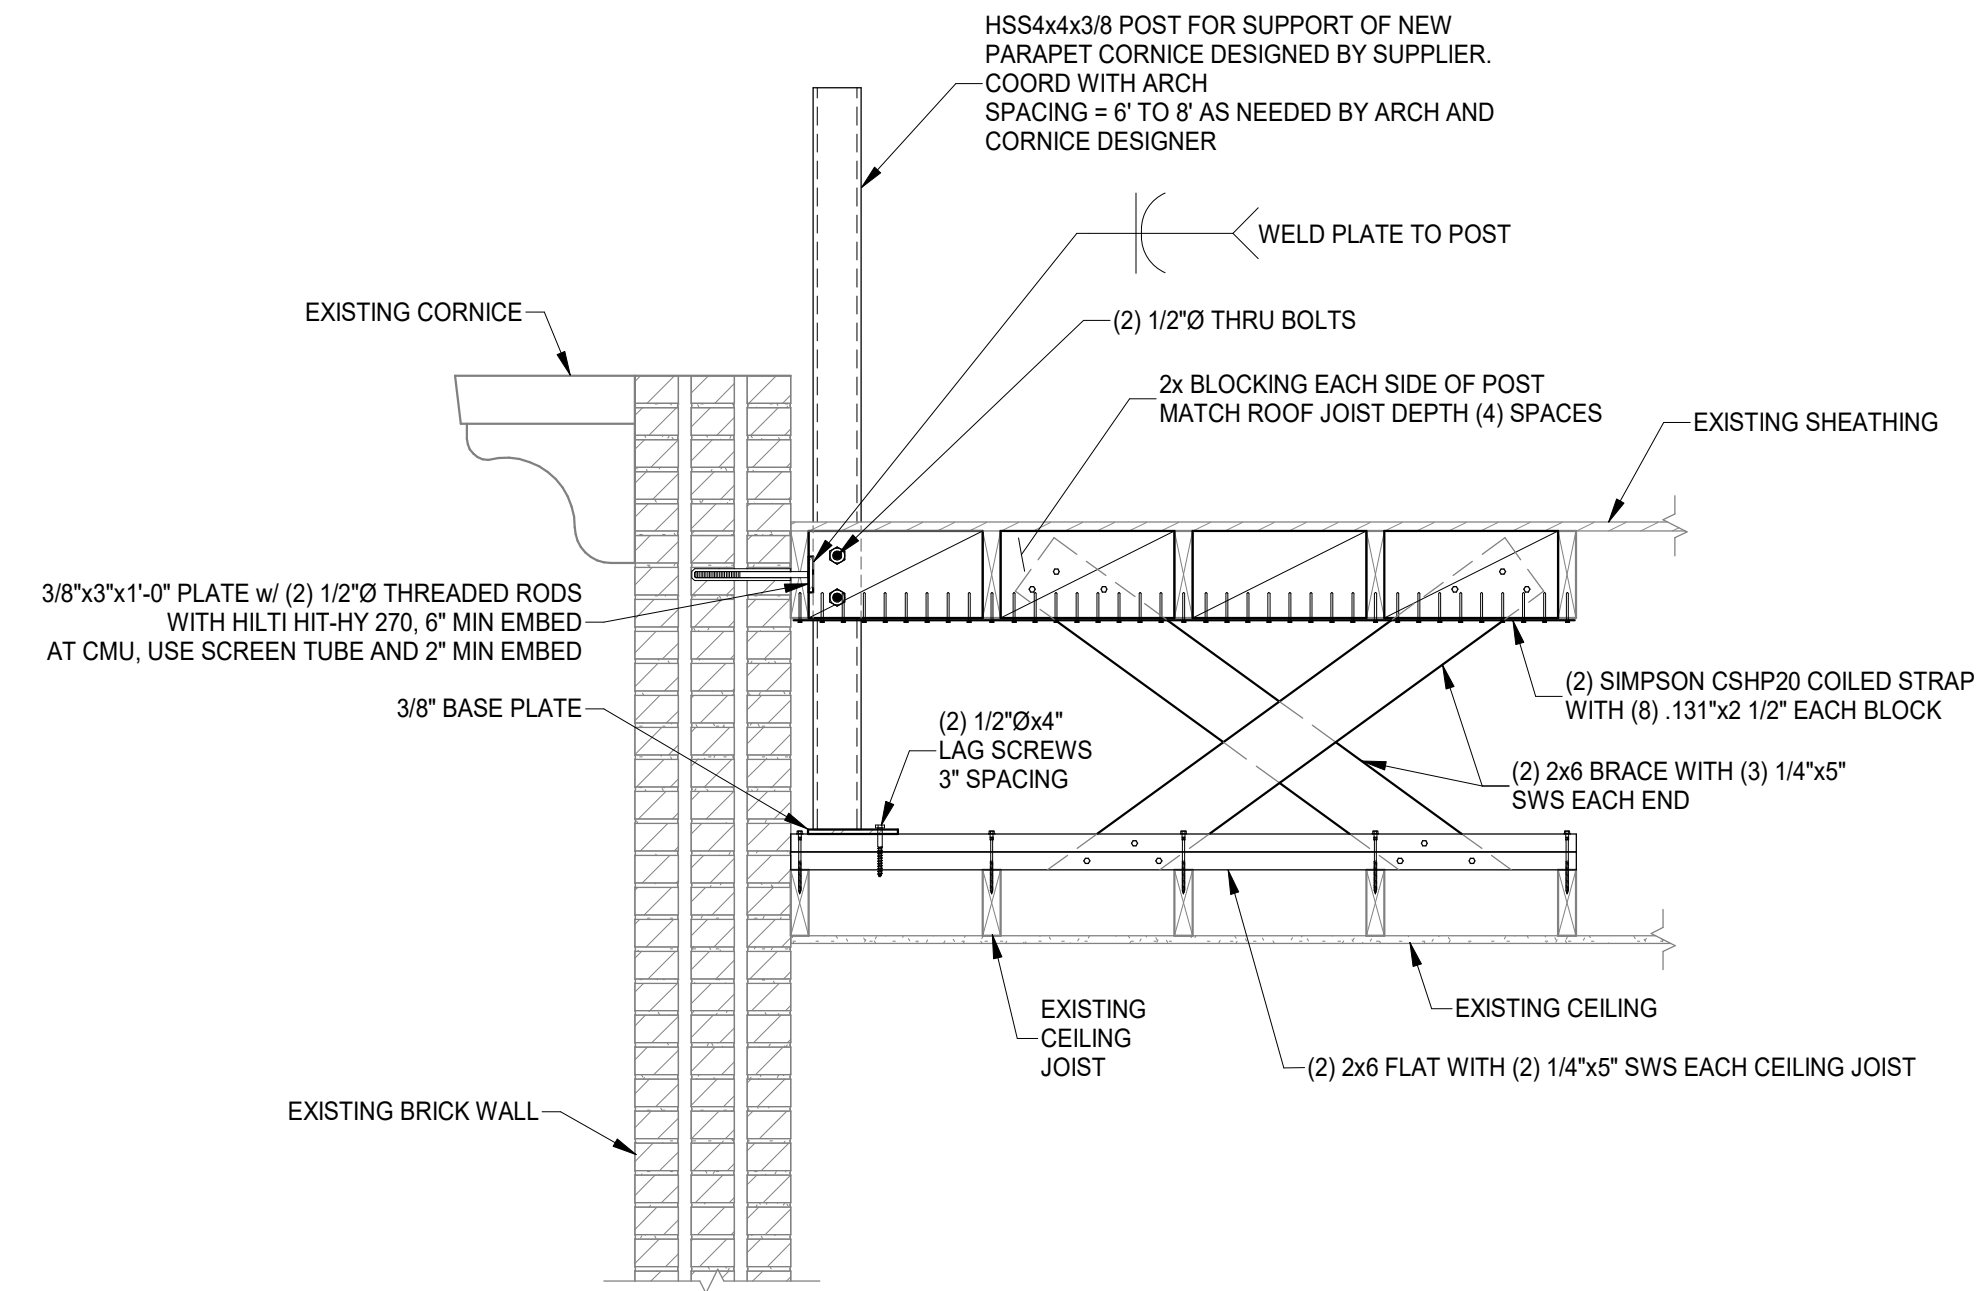 HSS4x4x3/8 POST FOR SUPPORT OF NEW
PARAPET CORNICE DESIGNED BY SUPPLIER.
COORD WITH ARCH
SPACING = 6' TO 8' AS NEEDED BY ARCH AND
CORNICE DESIGNER
WELD PLATE TO POST
EXISTING CORNICE
(2) 1/2"Ø THRU BOLTS
2x BLOCKING EACH SIDE OF POST
MATCH ROOF JOIST DEPTH (4) SPACES
EXISTING SHEATHING
3/8"x3"x1'-0" PLATE w/ (2) 1/2"Ø THREADED RODS
WITH HILTI HIT-HY 270, 6" MIN EMBED
AT CMU, USE SCREEN TUBE AND 2" MIN EMBED
3/8" BASE PLATE
(2) 1/2"Øx4"
LAG SCREWS
3" SPACING
(2) SIMPSON CSHP20 COILED STRAP
WITH (8) .131"x2 1/2" EACH BLOCK
(2) 2x6 BRACE WITH (3) 1/4"x5"
SWS EACH END
EXISTING
CEILING
JOIST
EXISTING CEILING
(2) 2x6 FLAT WITH (2) 1/4"x5" SWS EACH CEILING JOIST
EXISTING BRICK WALL